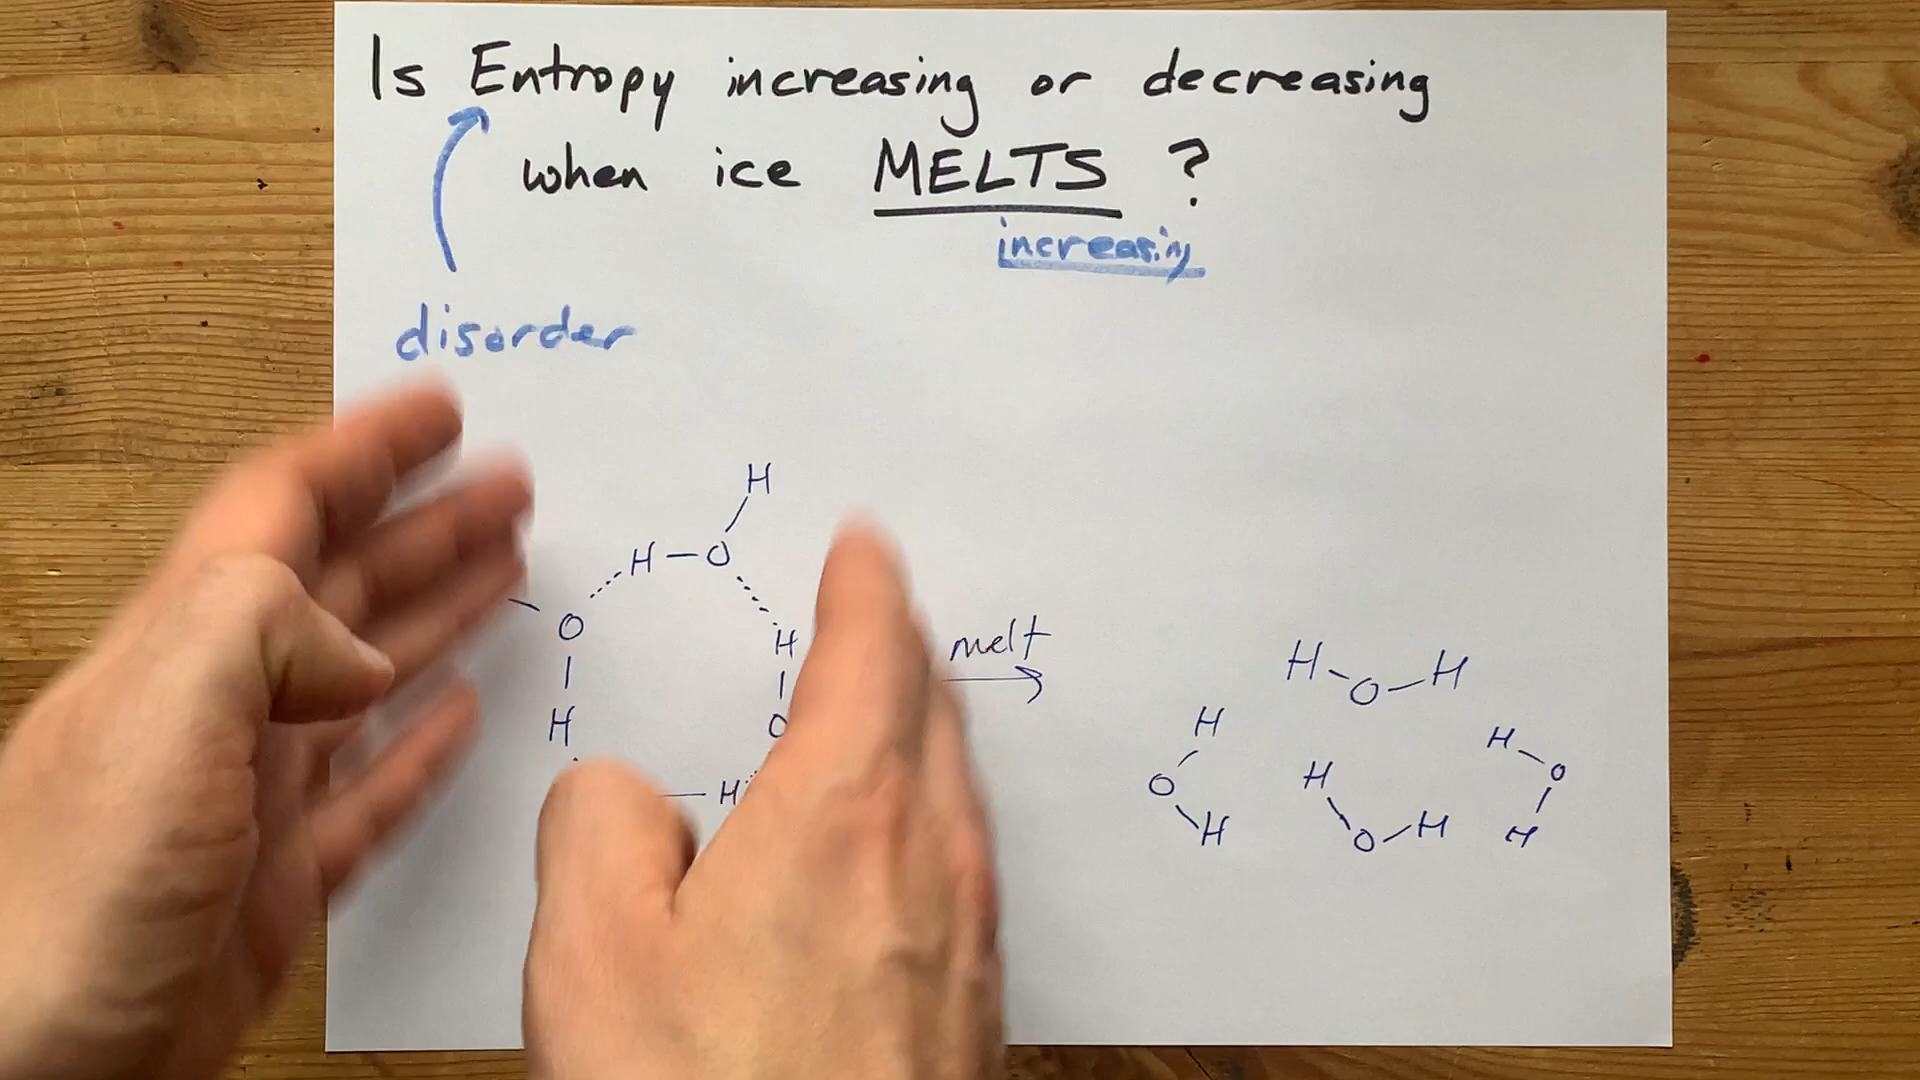 Is Entropy increasing or decreasing
when ice MELTS ?
increasing
disorder
H
H – O
O
H
H
O
H
melt
H
O
H
H – O – H
H
O – H
H
O
H